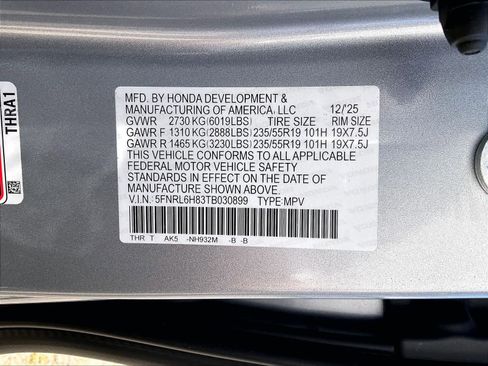 MFD. BY HONDA DEVELOPMENT &
MANUFACTURING OF AMERICA, LLC 12/'25
GVWR 2730 KG(6019LBS) TIRE SIZE RIM SIZE
GAWR F 1310 KG(2888LBS) 235/55R19 101H 19X7.5J
GAWR R 1465 KG(3230LBS) 235/55R19 101H 19X7.5J
THIS VEHICLE CONFORMS TO ALL APPLICABLE
FEDERAL MOTOR VEHICLE SAFETY
STANDARDS IN EFFECT ON THE DATE OF
MANUFACTURE SHOWN ABOVE.
V.I.N.: 5FNRL6H83TB030899 TYPE:MPV
THR T AK5 -NH932M -B -B
THRA1